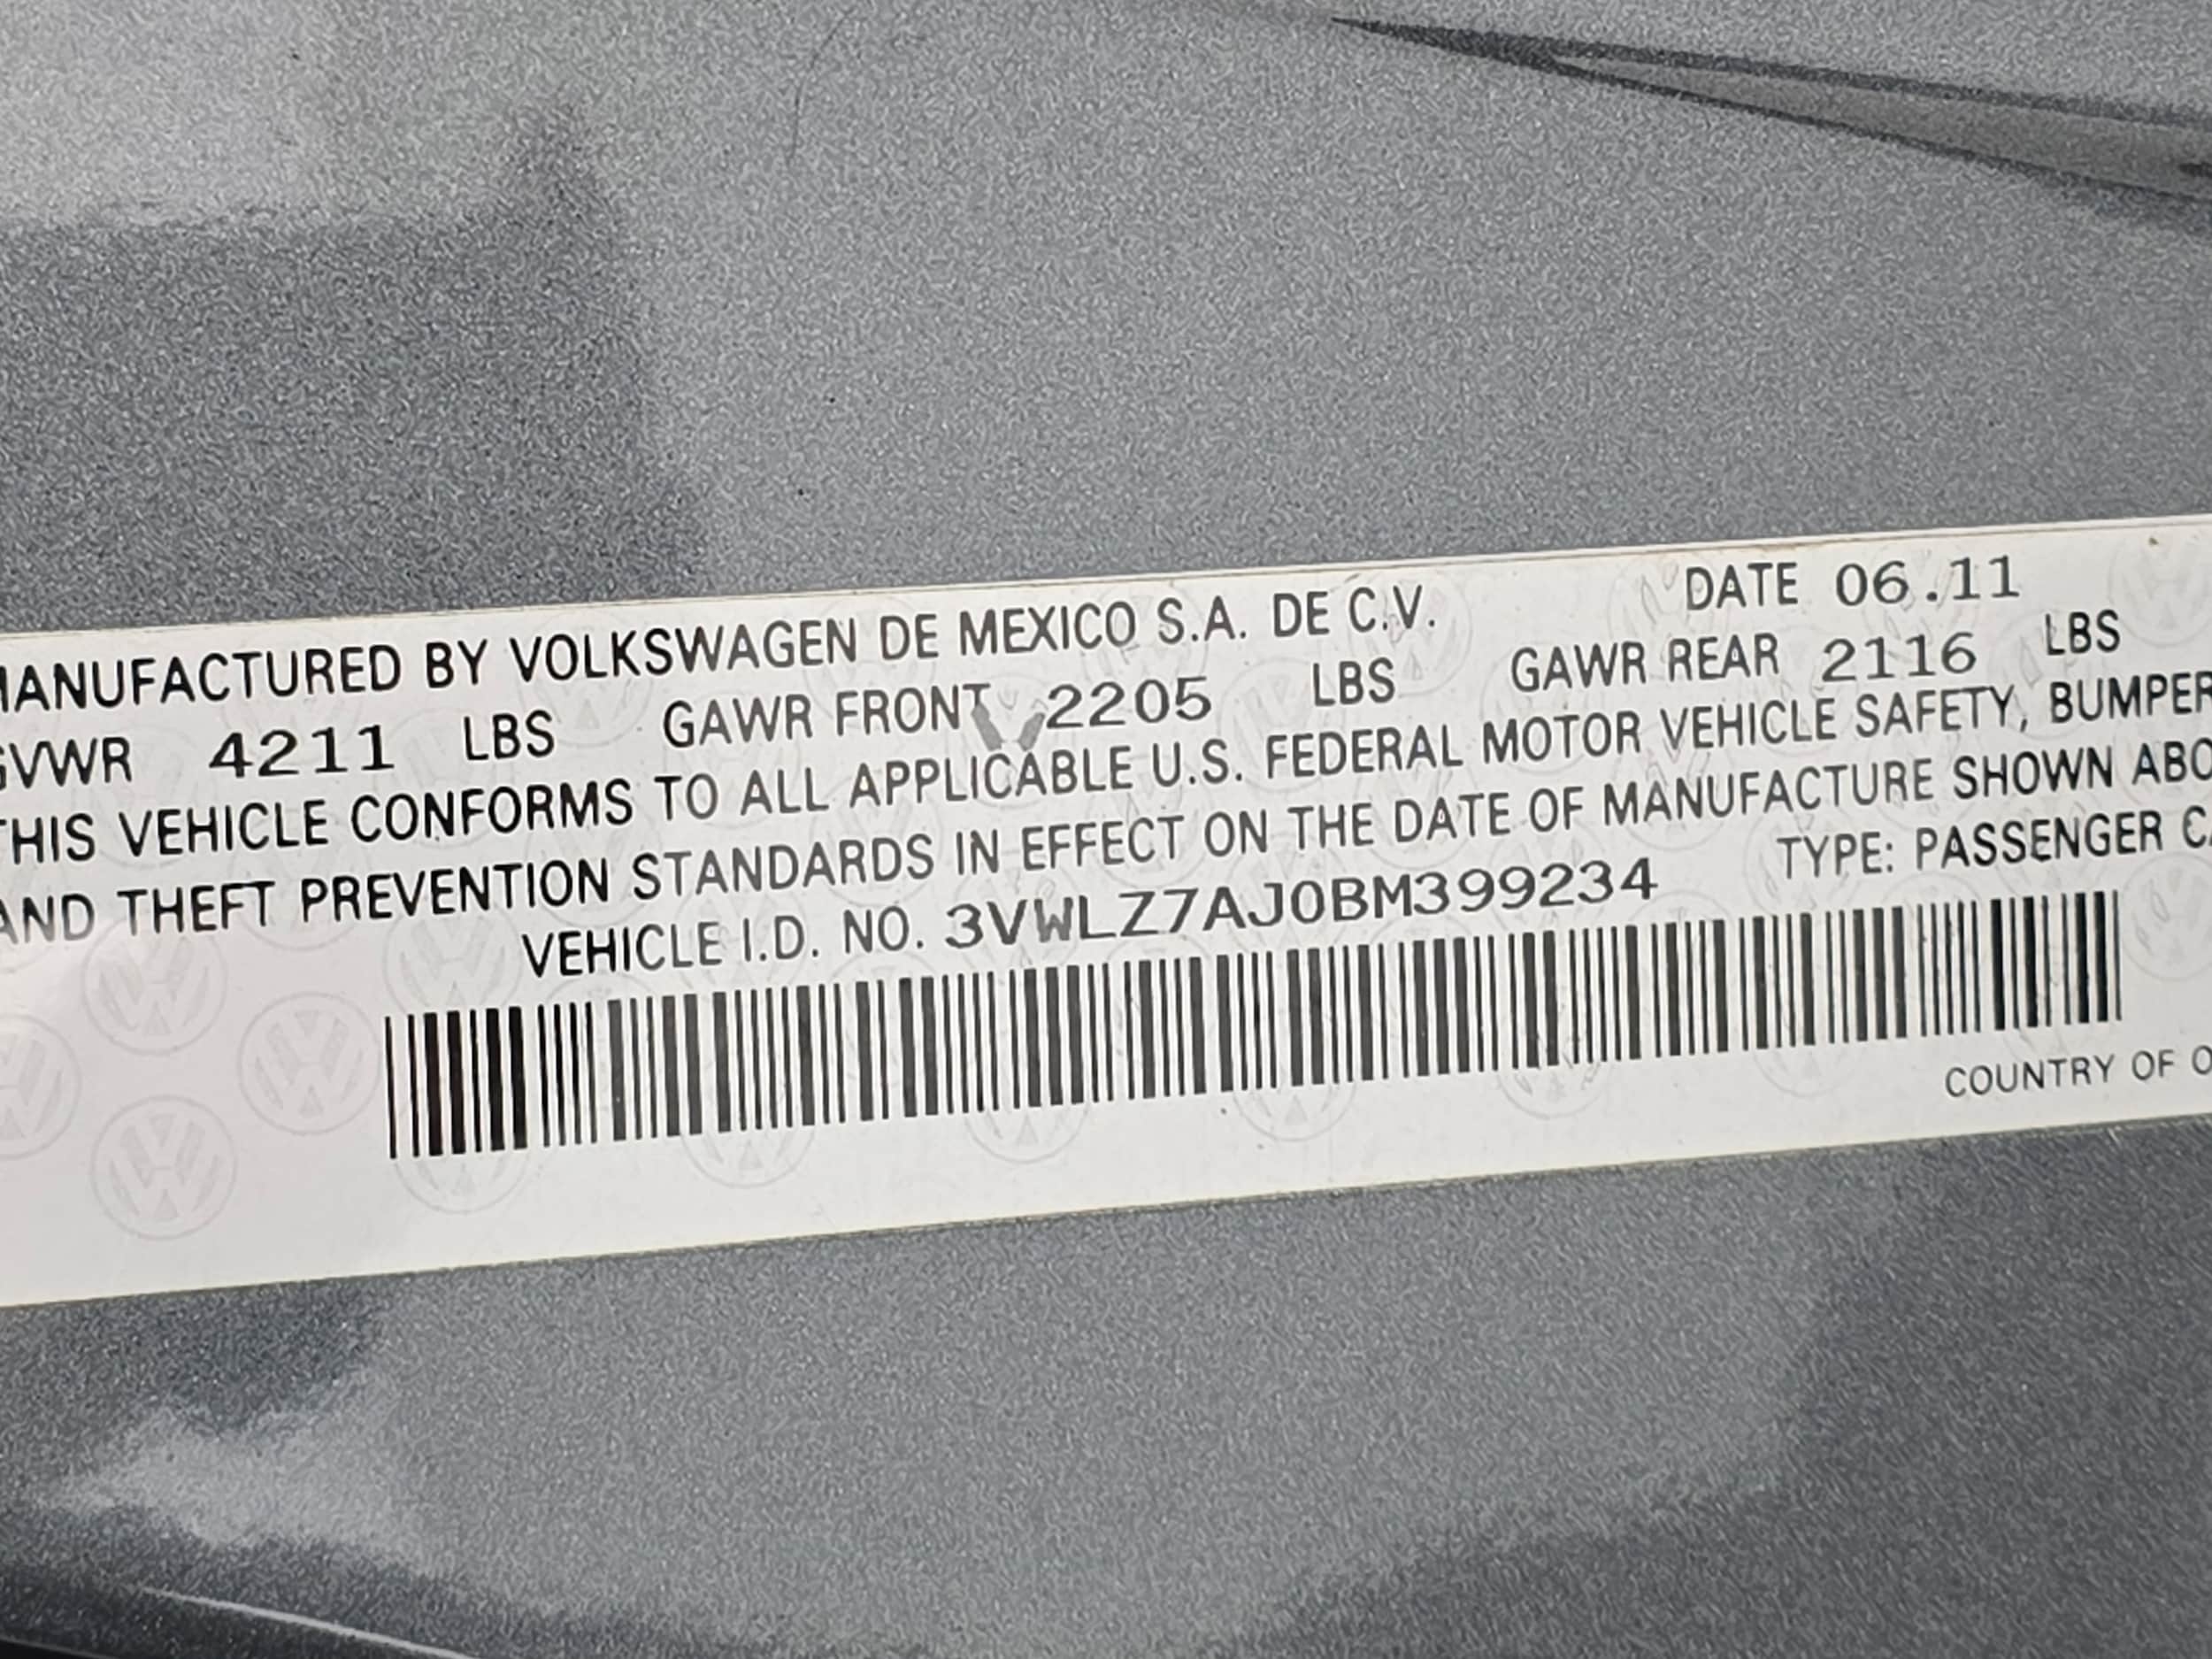 MANUFACTURED BY VOLKSWAGEN DE MEXICO S.A. DE C.V. DATE 06.11
GVWR 4211 LBS GAWR FRONT 2205 LBS GAWR REAR 2116 LBS
THIS VEHICLE CONFORMS TO ALL APPLICABLE U.S. FEDERAL MOTOR VEHICLE SAFETY, BUMPER
AND THEFT PREVENTION STANDARDS IN EFFECT ON THE DATE OF MANUFACTURE SHOWN ABO
VEHICLE I.D. NO. 3VWLZ7AJ0BM399234 TYPE: PASSENGER CA
COUNTRY OF O